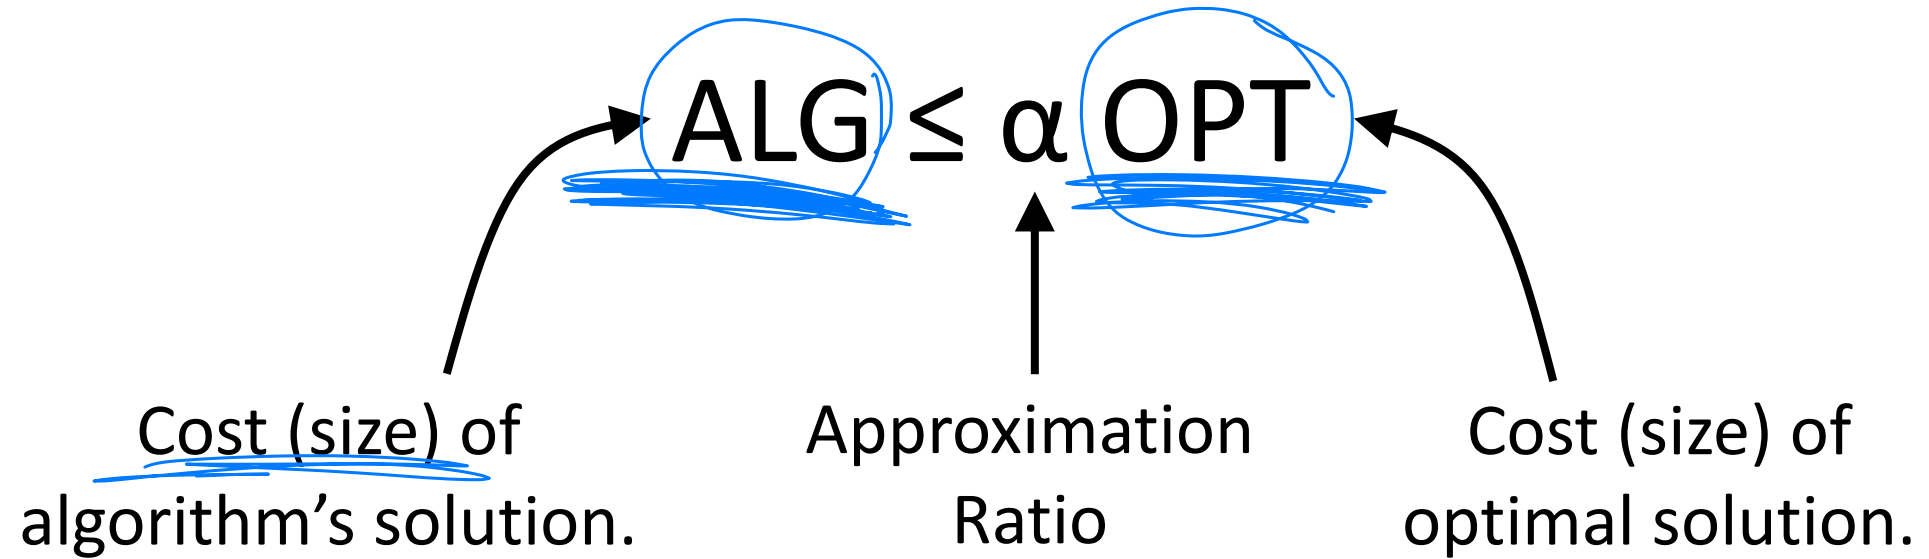 ALG ≤ α OPT
Cost (size) of
algorithm’s solution.
Approximation
Ratio
Cost (size) of
optimal solution.